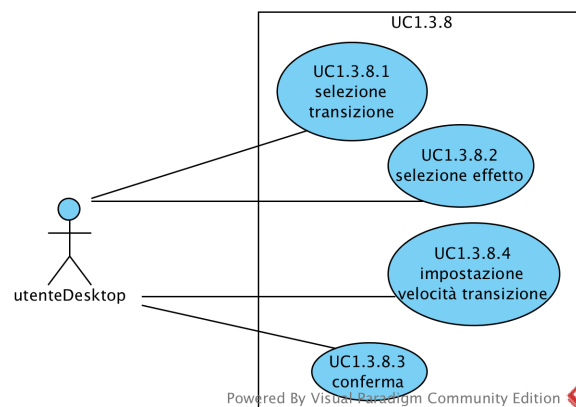 UC1.3.8
UC1.3.8.1
selezione
transizione
UC1.3.8.2
selezione effetto
utenteDesktop
UC1.3.8.4
impostazione
velocità transizione
UC1.3.8.3
conferma
Powered By Visual Paradigm Community Edition